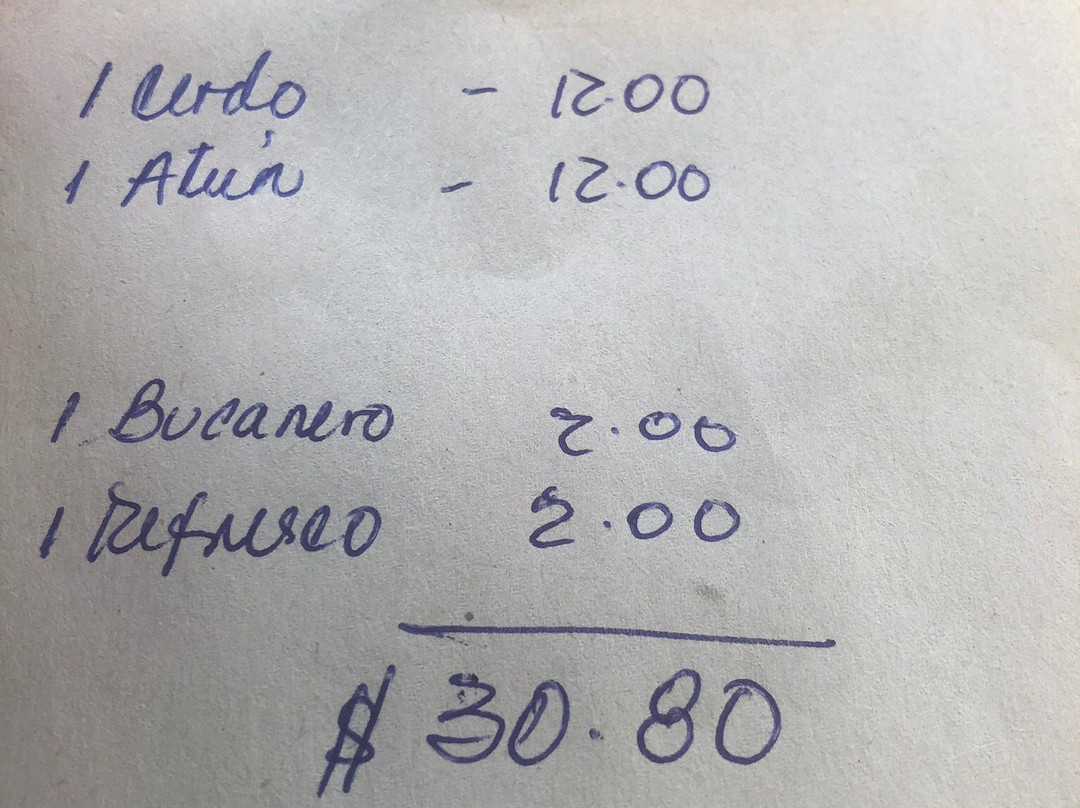 1 Cerdo - 12.00
1 Atún - 12.00
1 Bucanero 2.00
1 Refresco 2.00
$ 30.80